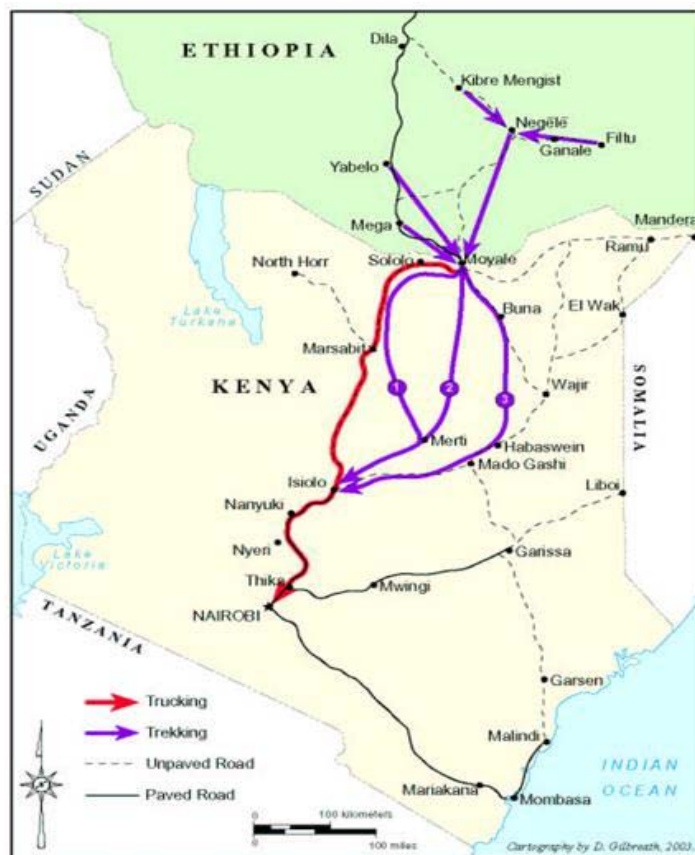 Dila
ETHIOPIA
Kibre Mengist
Negēlē
Filtu
Ganale
Yabelo
SUDAN
Mega
Mandera
Ramu
Sololo
Moyale
North Horr
Buna
El Wak
Lake
Turkana
Marsabit
KENYA
1
2
3
Wajir
SOMALIA
UGANDA
Merti
Habaswein
Mado Gashi
Isiolo
Liboi
Nanyuki
Nyeri
Lake
Victoria
Garissa
Thika
Mwingi
NAIROBI
TANZANIA
Garsen
Trucking
Trekking
Malindi
Unpaved Road
INDIAN
OCEAN
Paved Road
Mariakana
Mombasa
0 100 kilometers
0 100 miles
Cartography by D. Gilbreath, 2003.